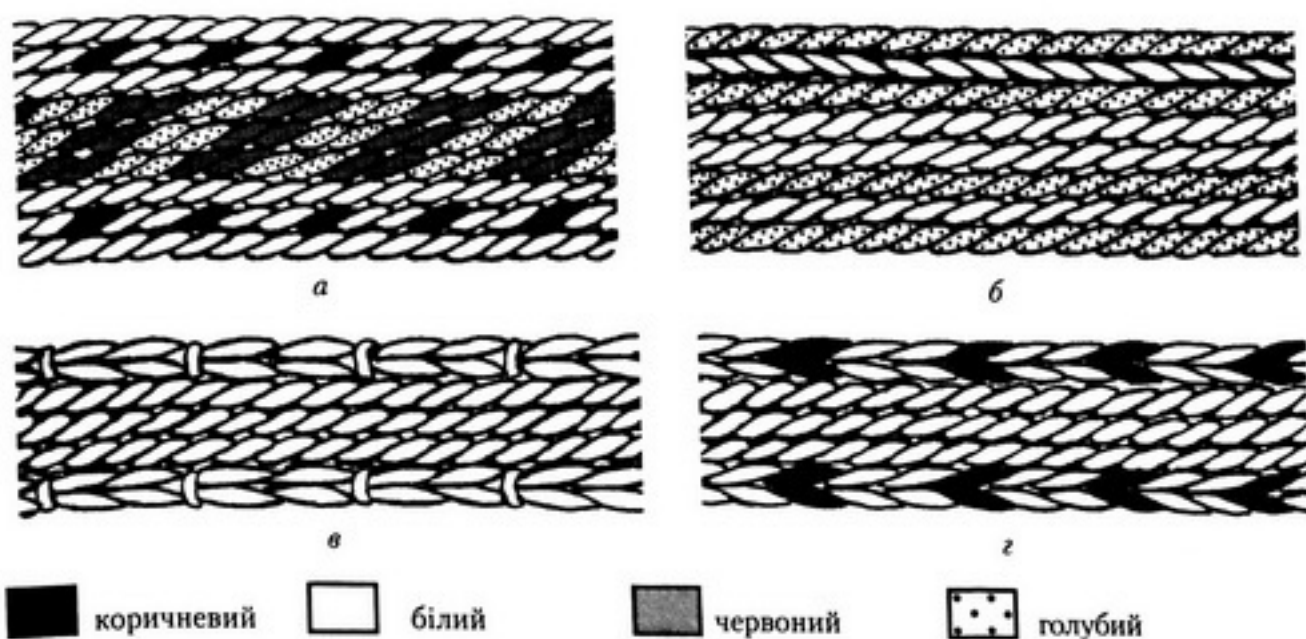 а
б
в
г
коричневий
білий
червоний
голубий